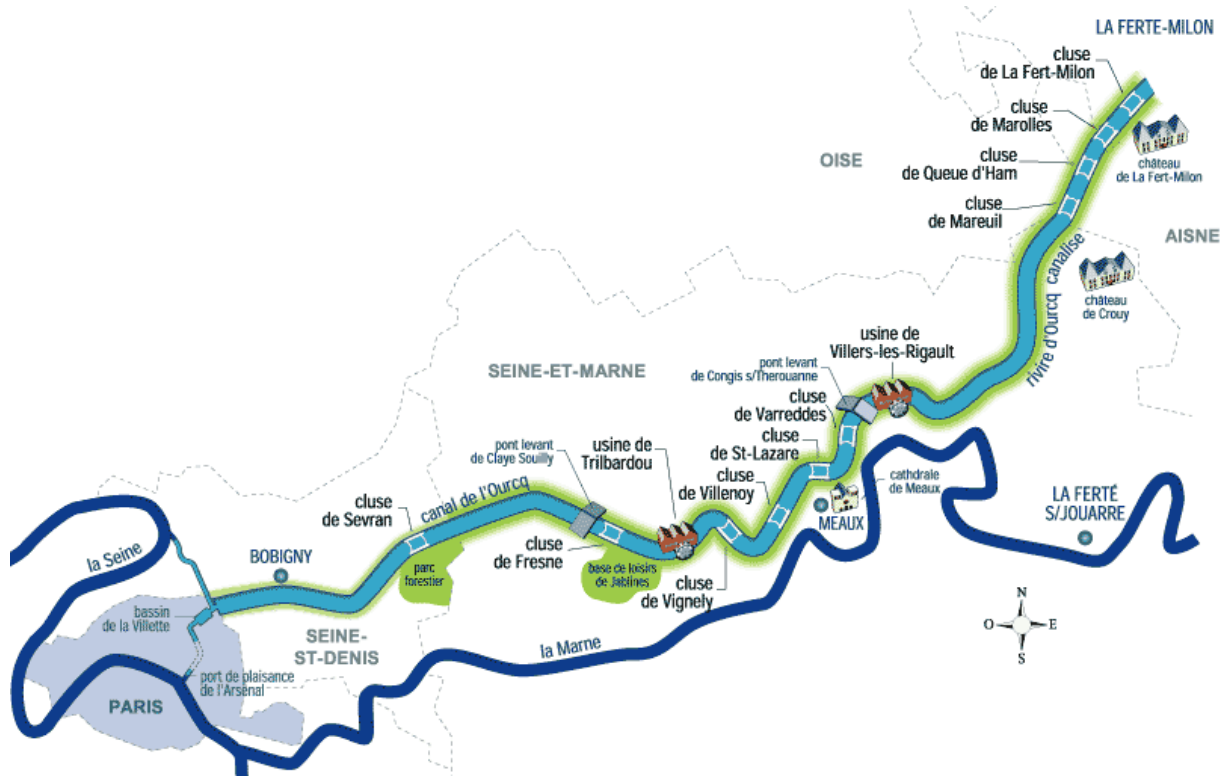 LA FERTE-MILON
cluse
de La Fert-Milon
cluse
de Marolles
château
de La Fert-Milon
OISE
cluse
de Queue d'Ham
cluse
de Mareuil
AISNE
château
de Crouy
rivire d'Ourcq canalise
usine de
Villers-les-Rigault
pont levant
de Congis s/Therouanne
SEINE-ET-MARNE
cluse
de Varreddes
cluse
de St-Lazare
pont levant
de Claye Souilly
usine de
Trilbardou
cluse
de Villenoy
cathdrale
de Meaux
MEAUX
LA FERTÉ
S/JOUARRE
cluse
de Sevran
canal de l'Ourcq
cluse
de Fresne
base de loisirs
de Jablines
cluse
de Vignely
parc
forestier
BOBIGNY
la Seine
bassin
de la Villette
SEINE-
ST-DENIS
la Marne
port de plaisance
de l'Arsenal
PARIS
N
O
E
S